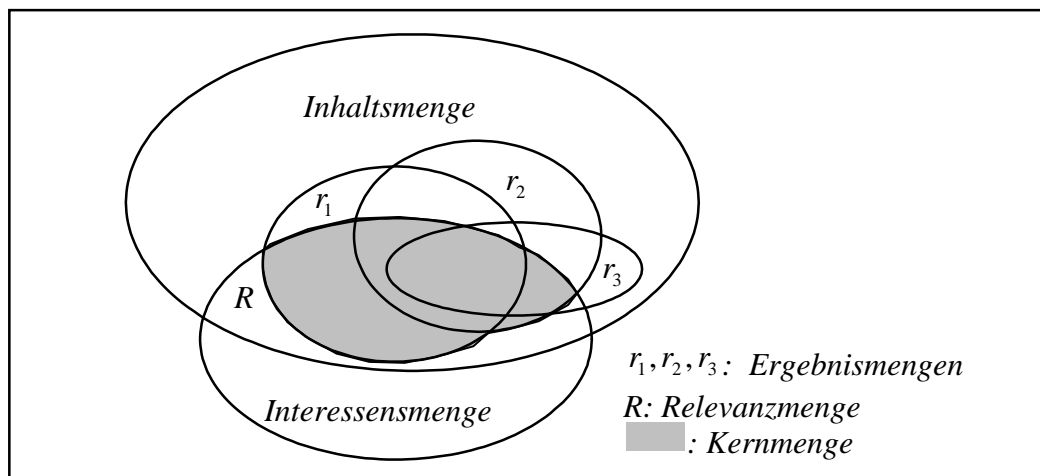 Inhaltsmenge
r₁
r₂
r₃
R
Interessensmenge
r₁, r₂, r₃: Ergebnismengen
R: Relevanzmenge
: Kernmenge